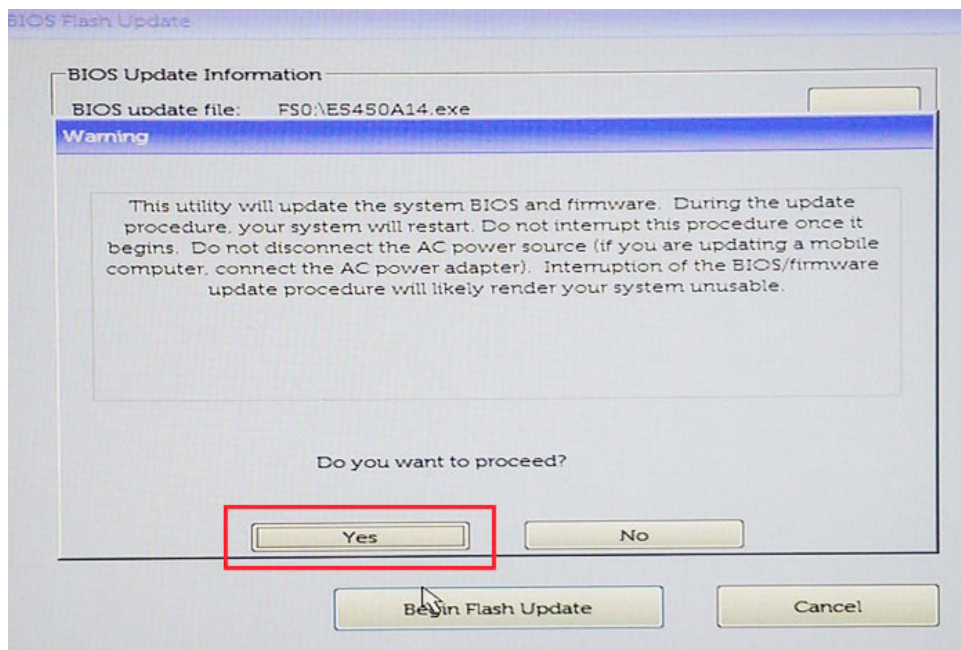 BIOS Flash Update
BIOS Update Information
BIOS update file: FS0:\E5450A14.exe
Warning
This utility will update the system BIOS and firmware. During the update
procedure, your system will restart. Do not interrupt this procedure once it
begins. Do not disconnect the AC power source (if you are updating a mobile
computer, connect the AC power adapter). Interruption of the BIOS/firmware
update procedure will likely render your system unusable.
Do you want to proceed?
Yes No
Begin Flash Update Cancel